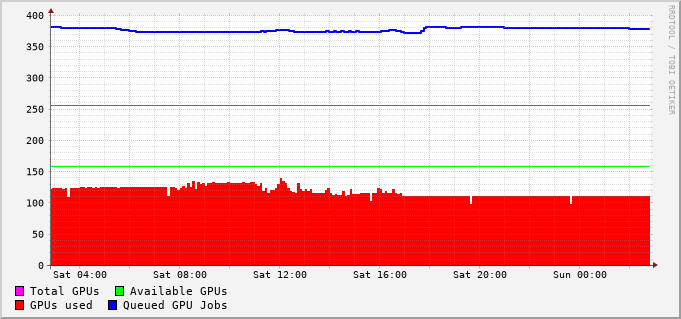 400
350
300
250
200
150
100
50
0
Sat 04:00 Sat 08:00 Sat 12:00 Sat 16:00 Sat 20:00 Sun 00:00
Total GPUs Available GPUs
GPUs used Queued GPU Jobs
RRDTOOL / TOBI OETIKER